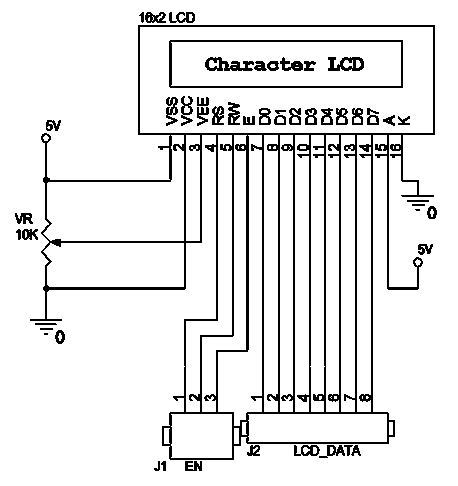 16x2 LCD
Character LCD
VSS VCC VEE RS RW E D0 D1 D2 D3 D4 D5 D6 D7 A K
1 2 3 4 5 6 7 8 9 10 11 12 13 14 15 16
5V
0
VR
10K
5V
0
1 2 3
1 2 3 4 5 6 7 8
J1 EN
J2 LCD_DATA